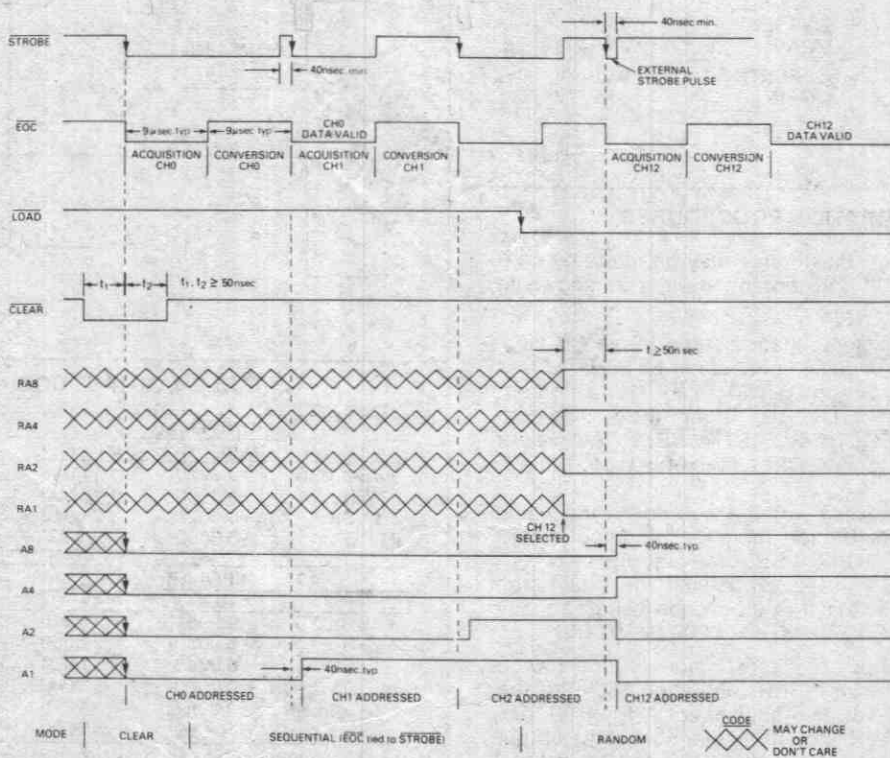 40nsec min.
STROBE
40nsec. min
EXTERNAL
STROBE PULSE
EOC
9μsec. typ
9μsec typ
CH0
DATA VALID
CH12
DATA VALID
ACQUISITION
CH0
CONVERSION
CH0
ACQUISITION
CH1
CONVERSION
CH1
ACQUISITION
CH12
CONVERSION
CH12
LOAD
t₁
t₂
t₁, t₂ ≥ 50nsec
CLEAR
t ≥ 50nsec
RA8
RA4
RA2
RA1
CH 12
SELECTED
A8
40nsec. typ.
A4
A2
A1
40nsec. typ
CH0 ADDRESSED
CH1 ADDRESSED
CH2 ADDRESSED
CH12 ADDRESSED
MODE
CLEAR
SEQUENTIAL (EOC tied to STROBE)
RANDOM
CODE
MAY CHANGE
OR
DON'T CARE